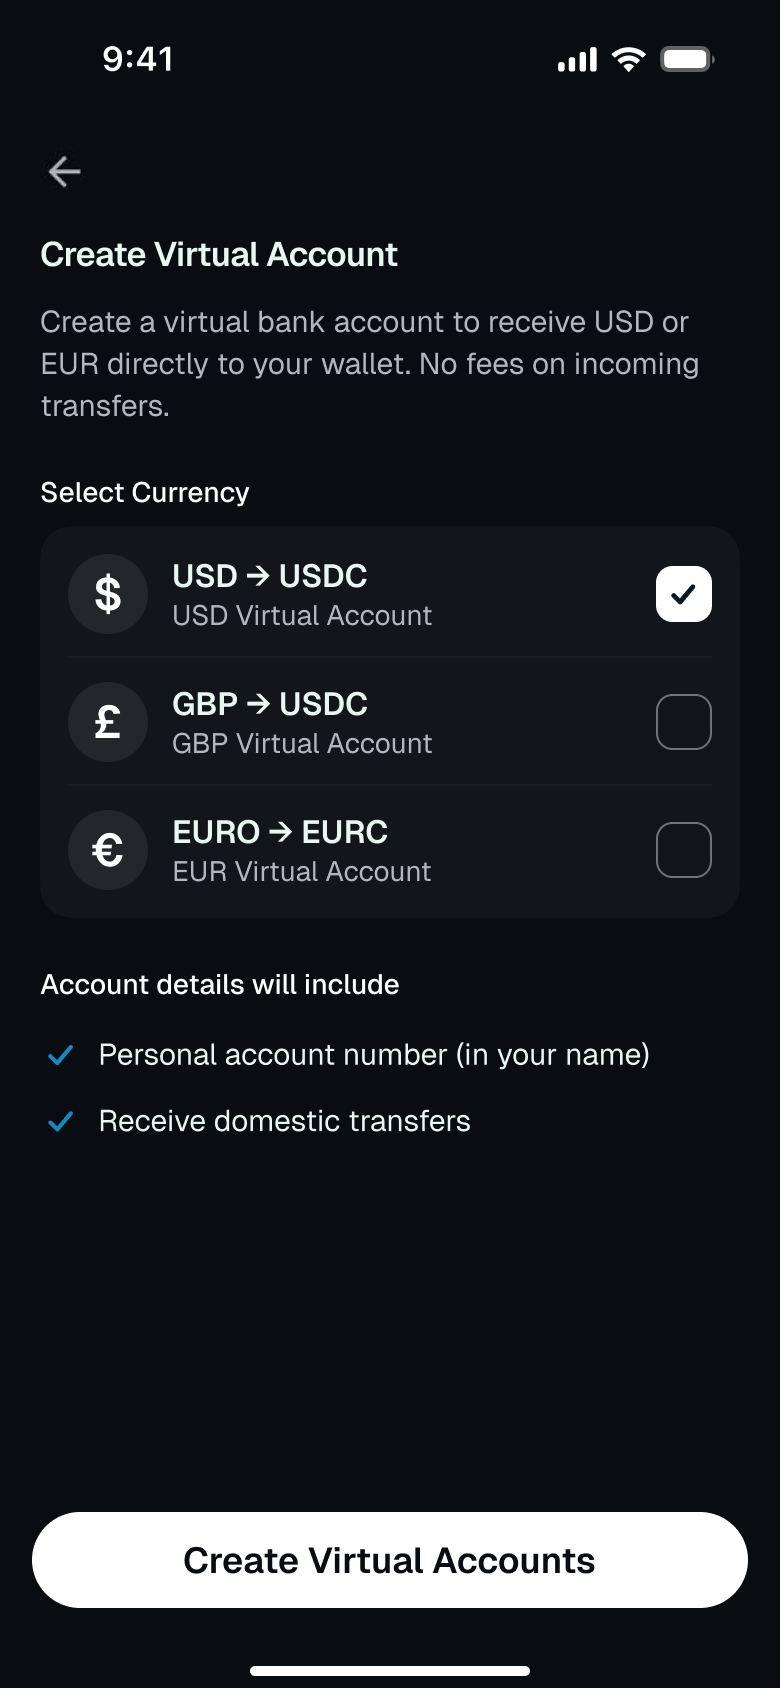 9:41
Create Virtual Account
Create a virtual bank account to receive USD or
EUR directly to your wallet. No fees on incoming
transfers.
Select Currency
$
USD → USDC
USD Virtual Account
£
GBP → USDC
GBP Virtual Account
€
EURO → EURC
EUR Virtual Account
Account details will include
Personal account number (in your name)
Receive domestic transfers
Create Virtual Accounts